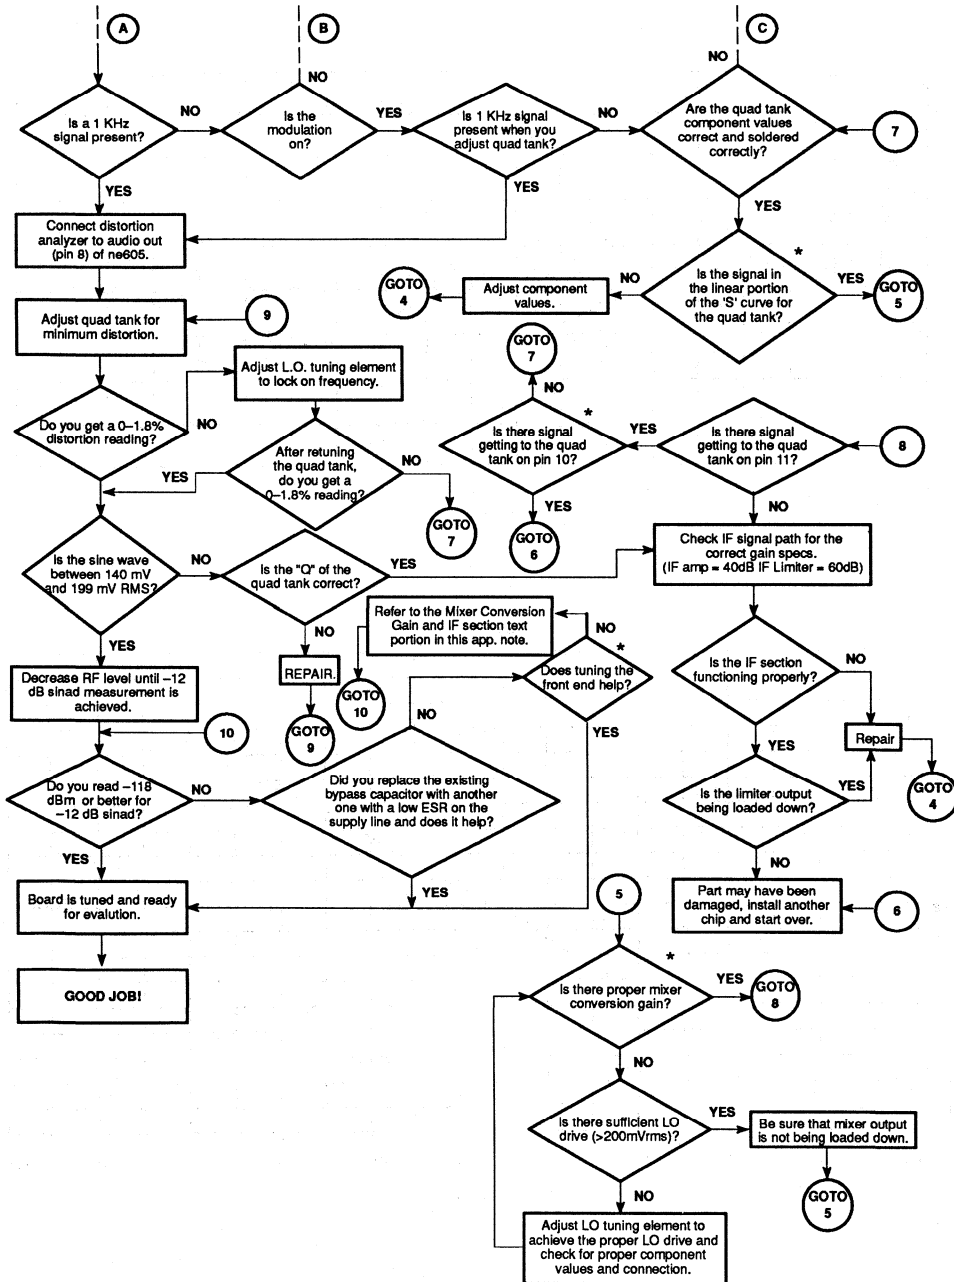 A
B
C
NO
NO
Is a 1 KHz
signal present?
NO
Is the
modulation
on?
YES
Is 1 KHz signal
present when you
adjust quad tank?
NO
Are the quad tank
component values
correct and soldered
correctly?
7
YES
YES
YES
Connect distortion
analyzer to audio out
(pin 8) of ne605.
*
Is the signal in
the linear portion
of the 'S' curve for
the quad tank?
YES
GOTO
5
NO
Adjust component
values.
GOTO
4
Adjust quad tank for
minimum distortion.
9
GOTO
7
Adjust L.O. tuning element
to lock on frequency.
NO
Do you get a 0–1.8%
distortion reading?
NO
*
Is there signal
getting to the quad
tank on pin 10?
YES
Is there signal
getting to the quad
tank on pin 11?
8
YES
After retuning
the quad tank,
do you get a
0–1.8% reading?
NO
GOTO
7
YES
GOTO
6
NO
Check IF signal path for the
correct gain specs.
(IF amp = 40dB IF Limiter = 60dB)
Is the sine wave
between 140 mV
and 199 mV RMS?
NO
Is the "Q" of the
quad tank correct?
YES
Refer to the Mixer Conversion
Gain and IF section text
portion in this app. note.
NO
*
NO
YES
REPAIR.
GOTO
9
GOTO
10
Does tuning the
front end help?
Is the IF section
functioning properly?
NO
Decrease RF level until –12
dB sinad measurement is
achieved.
NO
YES
10
YES
Repair
GOTO
4
Do you read –118
dBm or better for
–12 dB sinad?
NO
Did you replace the existing
bypass capacitor with another
one with a low ESR on the
supply line and does it help?
Is the limiter output
being loaded down?
YES
YES
YES
NO
Board is tuned and ready
for evalution.
5
Part may have been
damaged, install another
chip and start over.
6
GOOD JOB!
*
Is there proper mixer
conversion gain?
YES
GOTO
8
NO
Is there sufficient LO
drive (>200mVrms)?
YES
Be sure that mixer output
is not being loaded down.
GOTO
5
NO
Adjust LO tuning element to
achieve the proper LO drive and
check for proper component
values and connection.